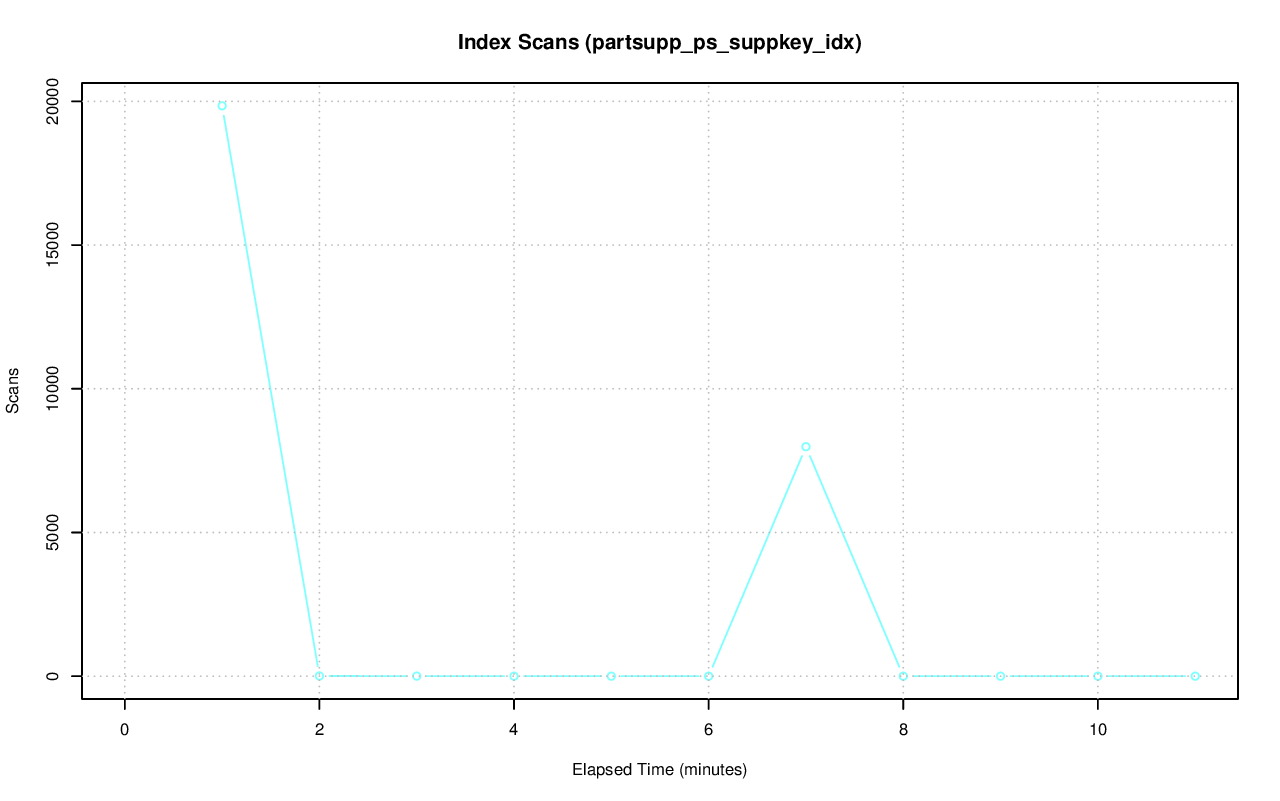 Index Scans (partsupp_ps_suppkey_idx)
20000
15000
10000
5000
0
Scans
0 2 4 6 8 10
Elapsed Time (minutes)